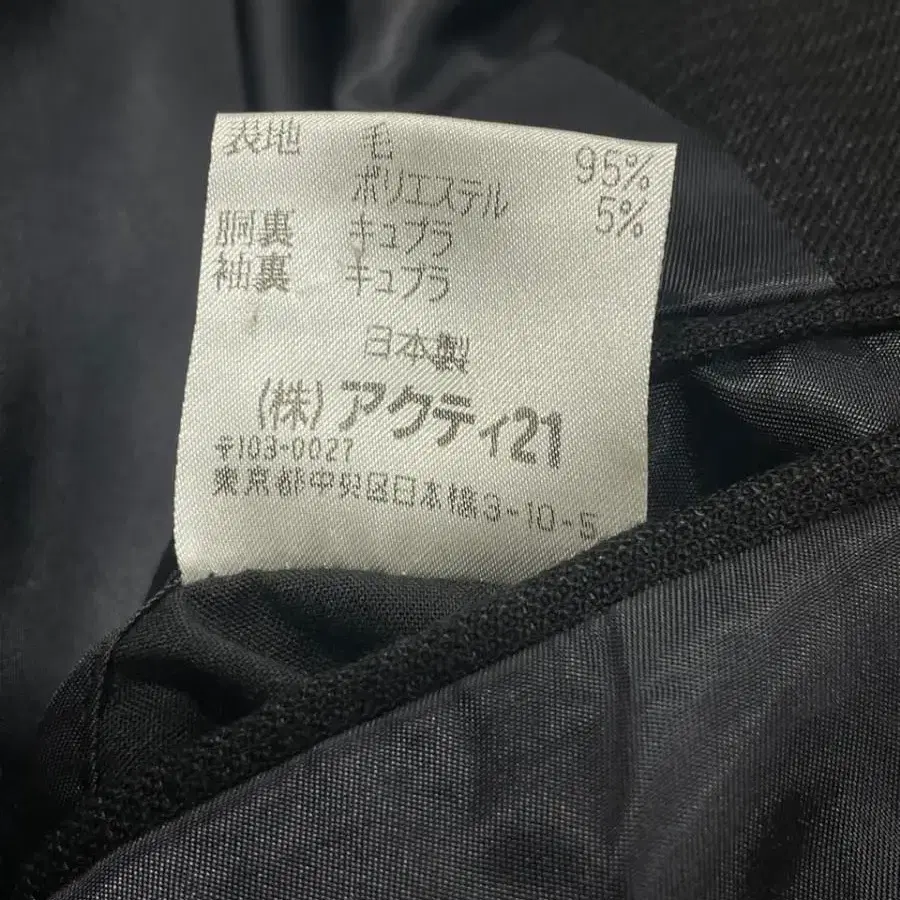 表地 毛 95%
ポリエステル 5%
胴裏 キュプラ
袖裏 キュプラ
日本製
(株)アクティ21
〒103-0027
東京都中央区日本橋3-10-5